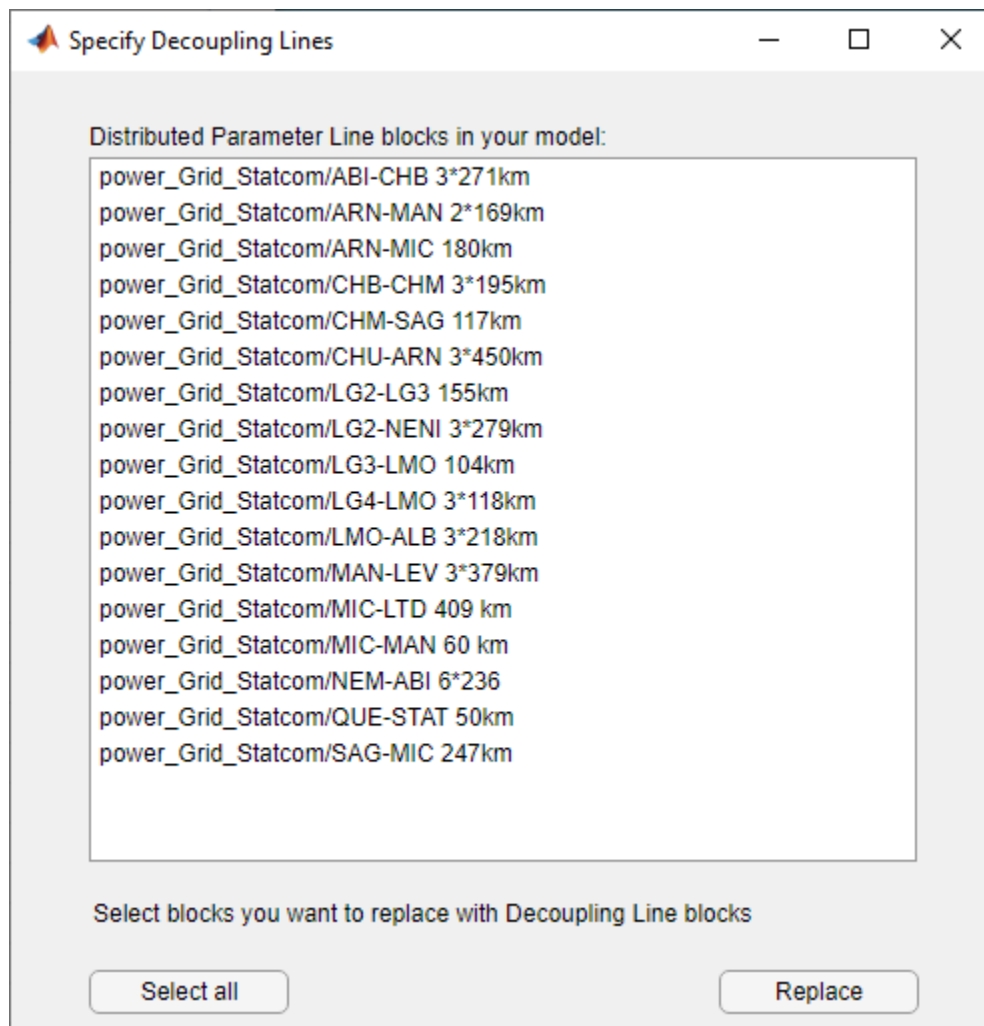 Specify Decoupling Lines
Distributed Parameter Line blocks in your model:
power_Grid_Statcom/ABI-CHB 3*271km
power_Grid_Statcom/ARN-MAN 2*169km
power_Grid_Statcom/ARN-MIC 180km
power_Grid_Statcom/CHB-CHM 3*195km
power_Grid_Statcom/CHM-SAG 117km
power_Grid_Statcom/CHU-ARN 3*450km
power_Grid_Statcom/LG2-LG3 155km
power_Grid_Statcom/LG2-NENI 3*279km
power_Grid_Statcom/LG3-LMO 104km
power_Grid_Statcom/LG4-LMO 3*118km
power_Grid_Statcom/LMO-ALB 3*218km
power_Grid_Statcom/MAN-LEV 3*379km
power_Grid_Statcom/MIC-LTD 409 km
power_Grid_Statcom/MIC-MAN 60 km
power_Grid_Statcom/NEM-ABI 6*236
power_Grid_Statcom/QUE-STAT 50km
power_Grid_Statcom/SAG-MIC 247km
Select blocks you want to replace with Decoupling Line blocks
Select all
Replace